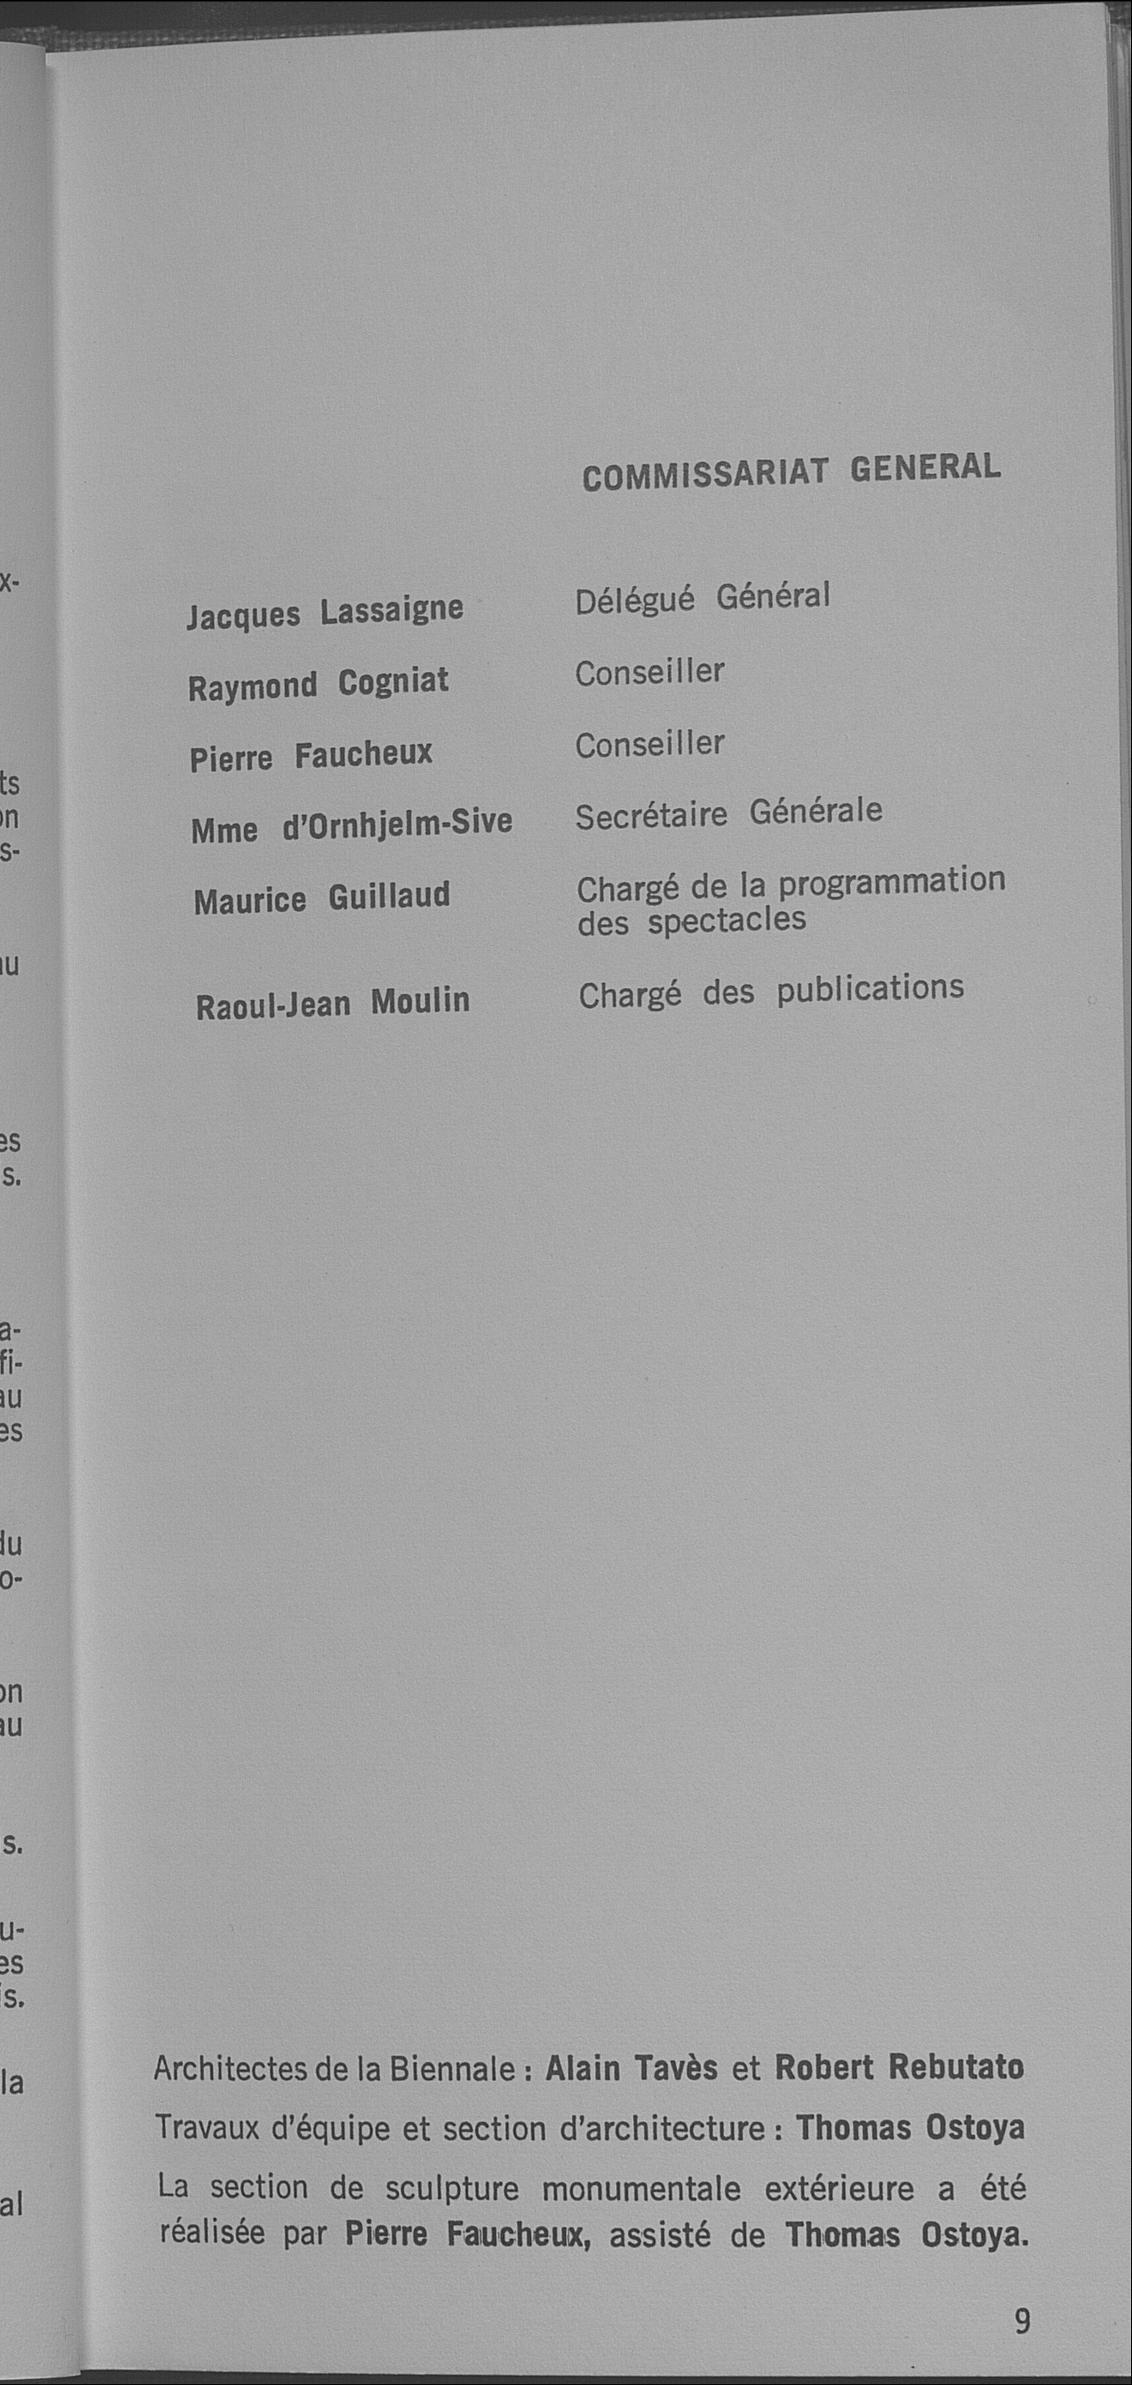 COMMISSARIAT GENERAL
Jacques Lassaigne Délégué Général
Raymond Cogniat Conseiller
Pierre Faucheux Conseiller
Mme d'Ornhjelm-Sive Secrétaire Générale
Maurice Guillaud Chargé de la programmation
des spectacles
Raoul-Jean Moulin Chargé des publications
Architectes de la Biennale : Alain Tavès et Robert Rebutato
Travaux d'équipe et section d'architecture : Thomas Ostoya
La section de sculpture monumentale extérieure a été
réalisée par Pierre Faucheux, assisté de Thomas Ostoya.
9